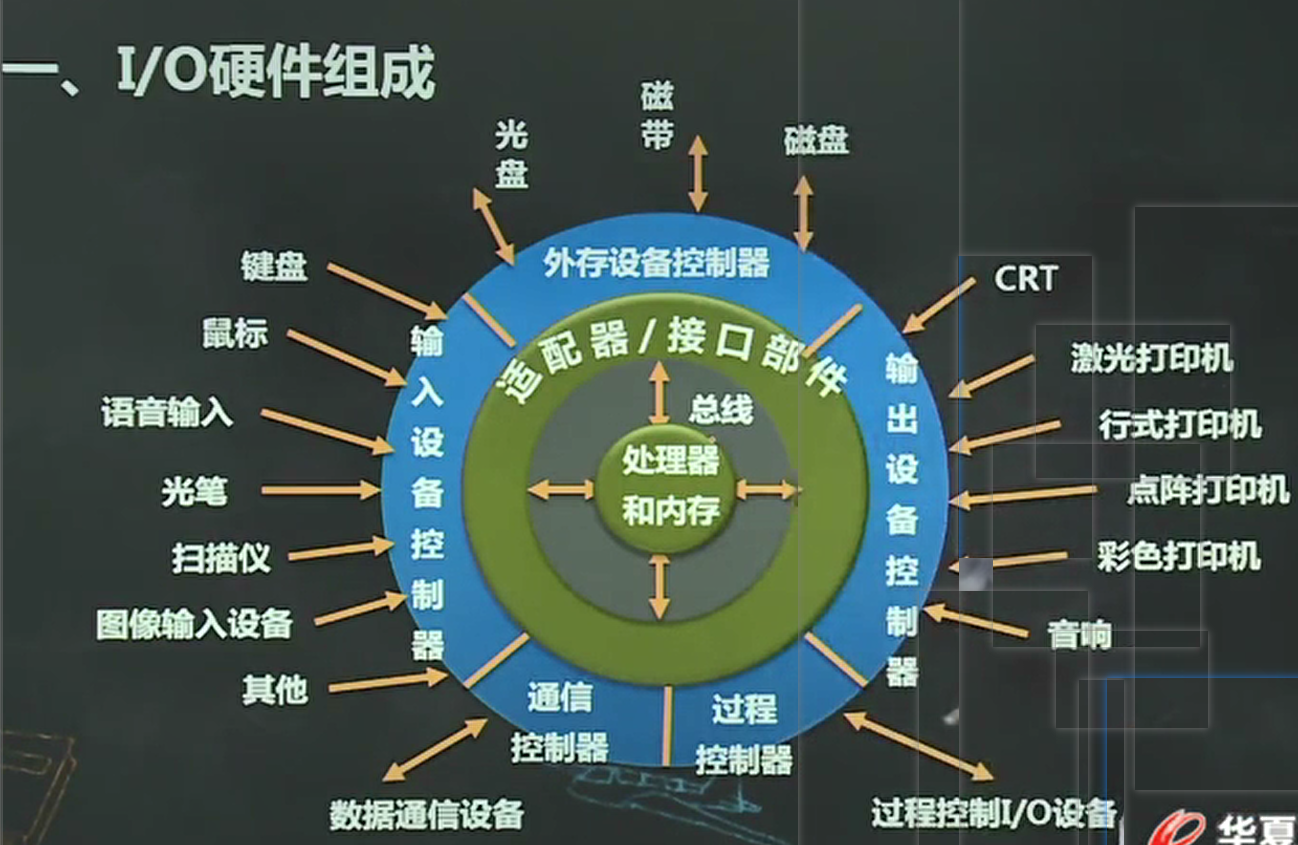 一、I/O硬件组成
光盘
磁带
磁盘
键盘
鼠标
语音输入
光笔
扫描仪
图像输入设备
其他
外存设备控制器
输入设备控制器
适配器/接口部件
总线
处理器
和内存
输出设备控制器
CRT
激光打印机
行式打印机
点阵打印机
彩色打印机
音响
通信
控制器
过程
控制器
数据通信设备
过程控制I/O设备
华夏